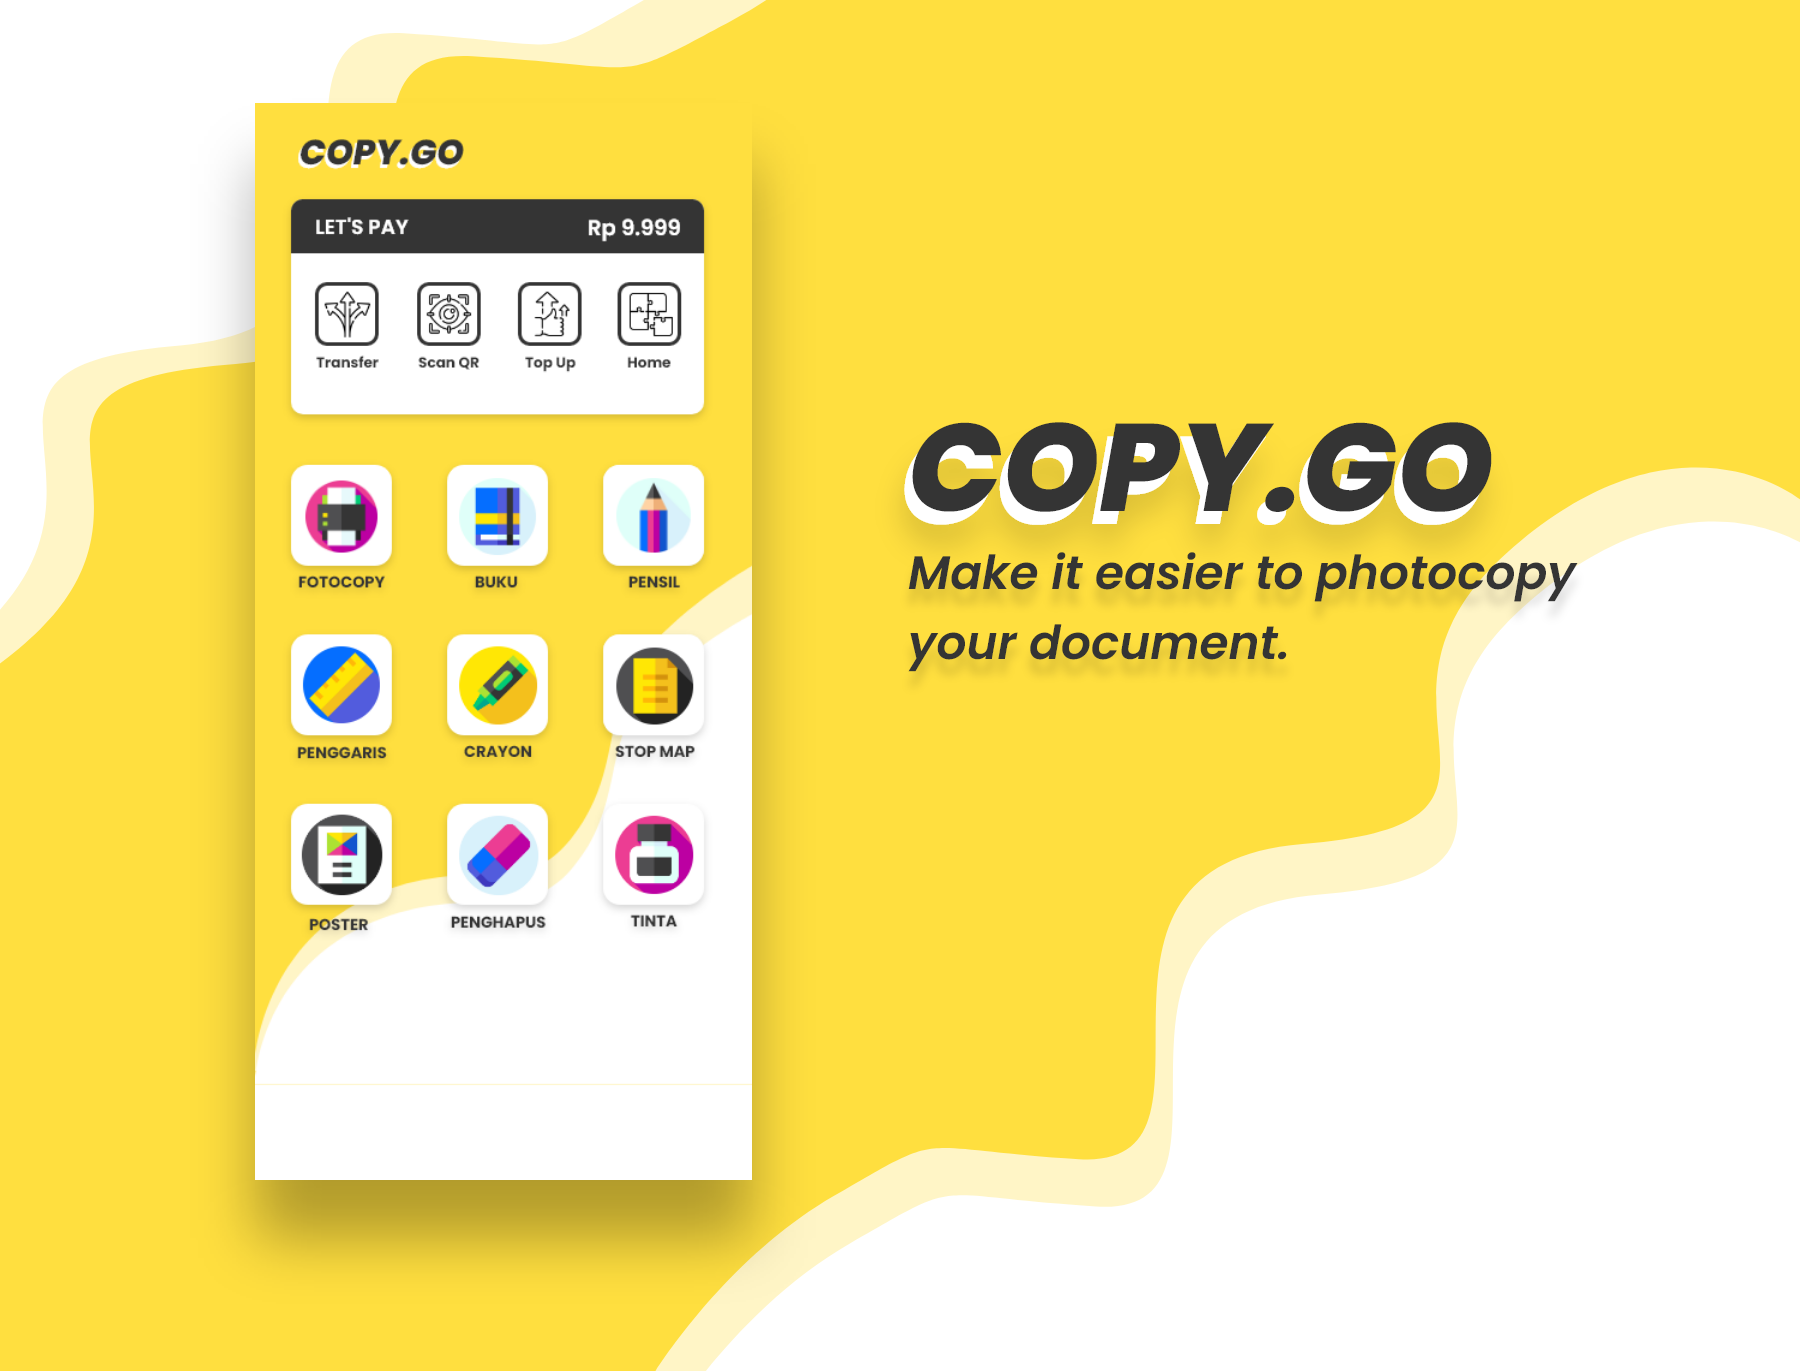 COPY.GO
LET'S PAY
Rp 9.999
Transfer
Scan QR
Top Up
Home
FOTOCOPY
BUKU
PENSIL
PENGGARIS
CRAYON
STOP MAP
POSTER
PENGHAPUS
TINTA
COPY.GO
Make it easier to photocopy
your document.